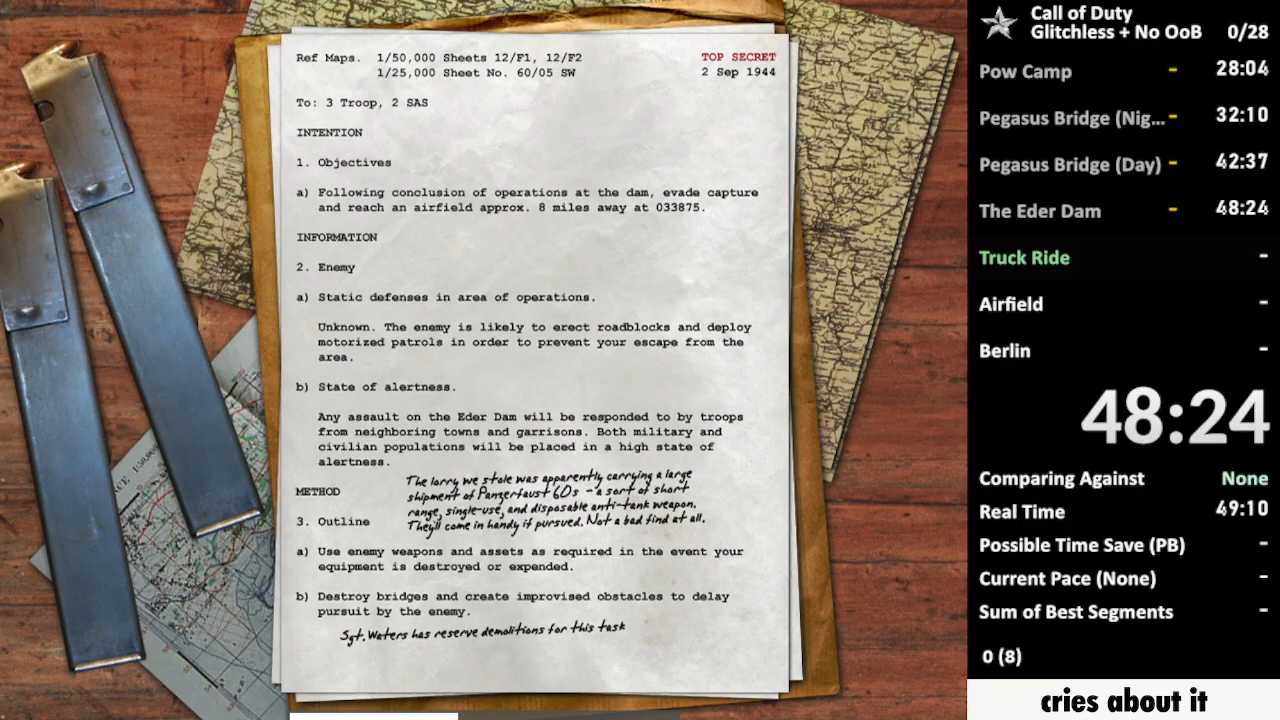 Ref Maps. 1/50,000 Sheets 12/F1, 12/F2
1/25,000 Sheet No. 60/05 SW
TOP SECRET
2 Sep 1944
To: 3 Troop, 2 SAS
INTENTION
1. Objectives
a) Following conclusion of operations at the dam, evade capture
and reach an airfield approx. 8 miles away at 033875.
INFORMATION
2. Enemy
a) Static defenses in area of operations.
Unknown. The enemy is likely to erect roadblocks and deploy
motorized patrols in order to prevent your escape from the
area.
b) State of alertness.
Any assault on the Eder Dam will be responded to by troops
from neighboring towns and garrisons. Both military and
civilian populations will be placed in a high state of
alertness.
The lorry we stole was apparently carrying a large
shipment of Panzerfaust 60s - a sort of short
range, single-use, and disposable anti-tank weapon.
They'll come in handy if pursued. Not a bad find at all.
METHOD
3. Outline
a) Use enemy weapons and assets as required in the event your
equipment is destroyed or expended.
b) Destroy bridges and create improvised obstacles to delay
pursuit by the enemy.
Sgt. Waters has reserve demolitions for this task
Call of Duty
Glitchless + No OoB 0/28
Pow Camp - 28:04
Pegasus Bridge (Nig... - 32:10
Pegasus Bridge (Day) - 42:37
The Eder Dam - 48:24
Truck Ride -
Airfield -
Berlin -
48:24
Comparing Against None
Real Time 49:10
Possible Time Save (PB) -
Current Pace (None) -
Sum of Best Segments -
0 (8)
cries about it